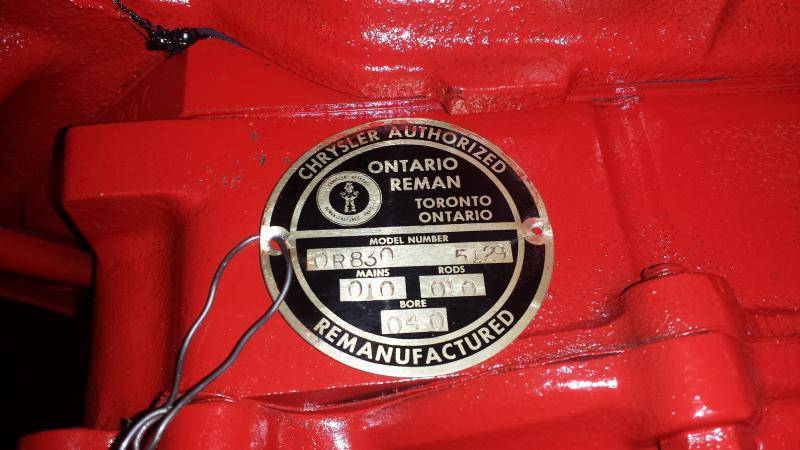 CHRYSLER AUTHORIZED
ONTARIO
REMAN
TORONTO
ONTARIO
MODEL NUMBER
OR830 5129
MAINS RODS
010 010
BORE
040
REMANUFACTURED